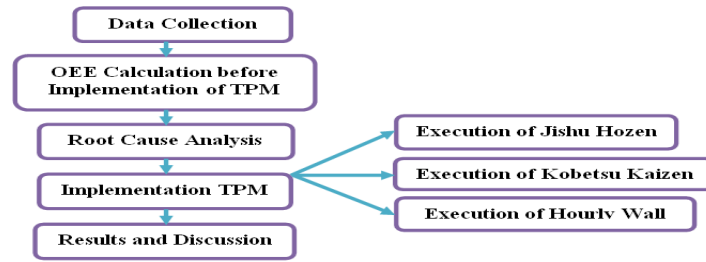 Data Collection
OEE Calculation before
Implementation of TPM
Root Cause Analysis
Implementation TPM
Results and Discussion
Execution of Jishu Hozen
Execution of Kobetsu Kaizen
Execution of Hourly Wall